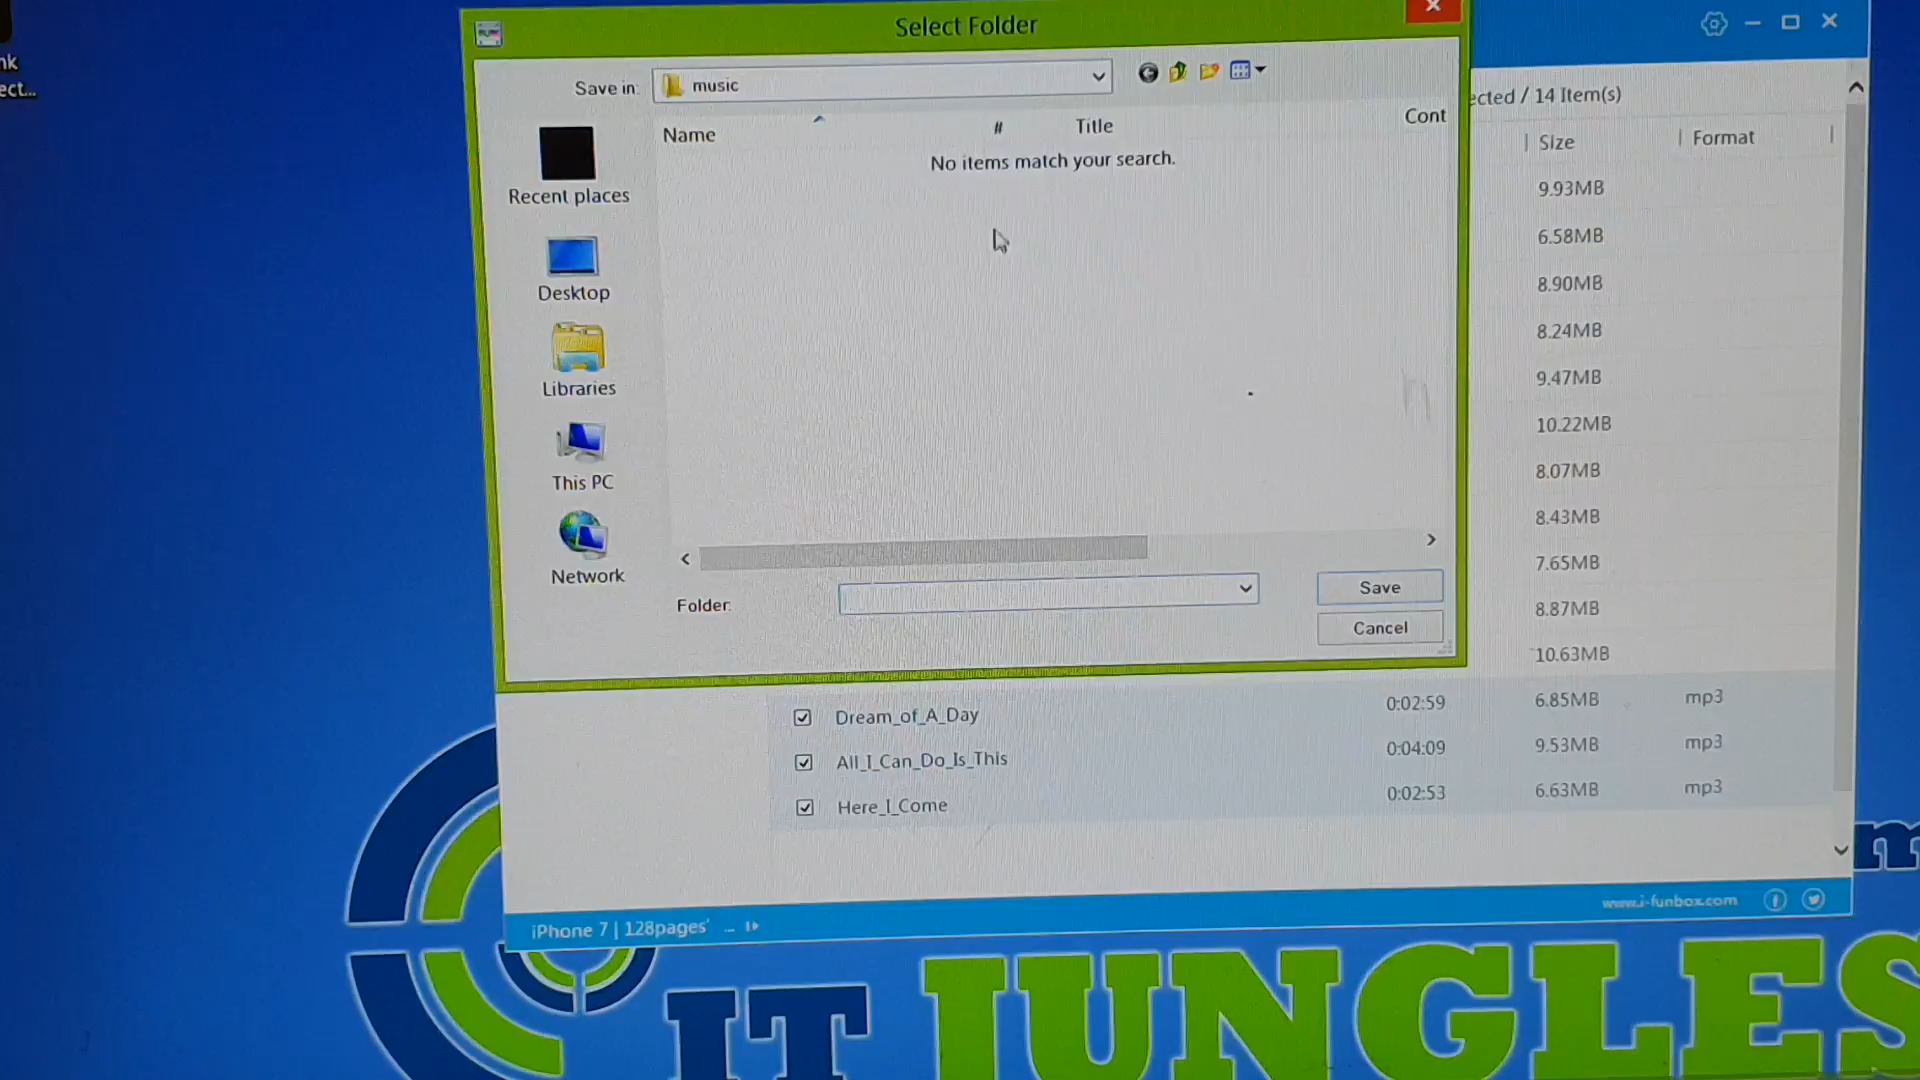 nk
ect...
Select Folder
Save in:
music
Name
#
Title
Cont
No items match your search.
Recent places
Desktop
Libraries
This PC
Network
Folder:
Save
Cancel
ected / 14 Item(s)
Size
Format
9.93MB
6.58MB
8.90MB
8.24MB
9.47MB
10.22MB
8.07MB
8.43MB
7.65MB
8.87MB
10.63MB
Dream_of_A_Day 0:02:59 6.85MB mp3
All_I_Can_Do_Is_This 0:04:09 9.53MB mp3
Here_I_Come 0:02:53 6.63MB mp3
iPhone 7 | 128pages' ...
www.i-funbox.com
m
IT JUNGLES